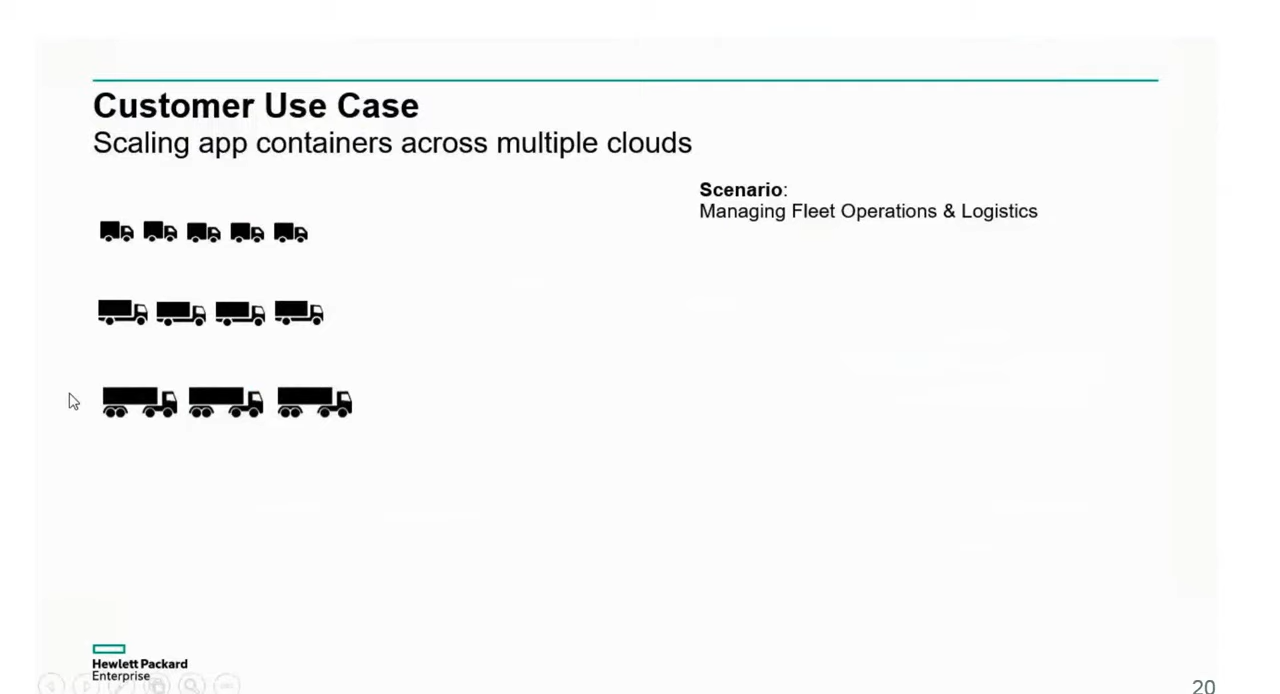 Customer Use Case
Scaling app containers across multiple clouds
Scenario:
Managing Fleet Operations & Logistics
Hewlett Packard
Enterprise
20